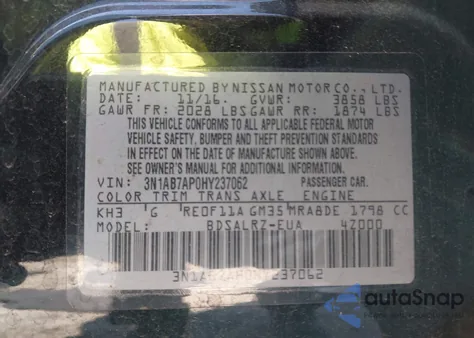 MANUFACTURED BY NISSAN MOTOR CO., LTD.
DATE: 11/16. GVWR: 3858 LBS
GAWR FR: 2028 LBS GAWR RR: 1874 LBS
THIS VEHICLE CONFORMS TO ALL APPLICABLE FEDERAL MOTOR
VEHICLE SAFETY, BUMPER AND THEFT PREVENTION STANDARDS
IN EFFECT ON THE DATE OF MANUFACTURE SHOWN ABOVE.
SEE OWNER'S MANUAL FOR ADDITIONAL INFORMATION
VIN: 3N1AB7AP0HY237062 PASSENGER CAR.
COLOR TRIM TRANS AXLE ENGINE
KH3 G RE0F11A GM35 MRA8DE 1798 CC
MODEL: BDSALRZ-EUA 4Z000
237062
autoSnap